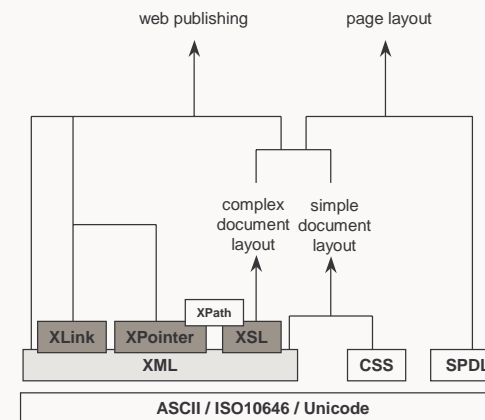 web publishing
page layout
complex
document
layout
simple
document
layout
XPath
XLink
XPointer
XSL
XML
CSS
SPDL
ASCII / ISO10646 / Unicode